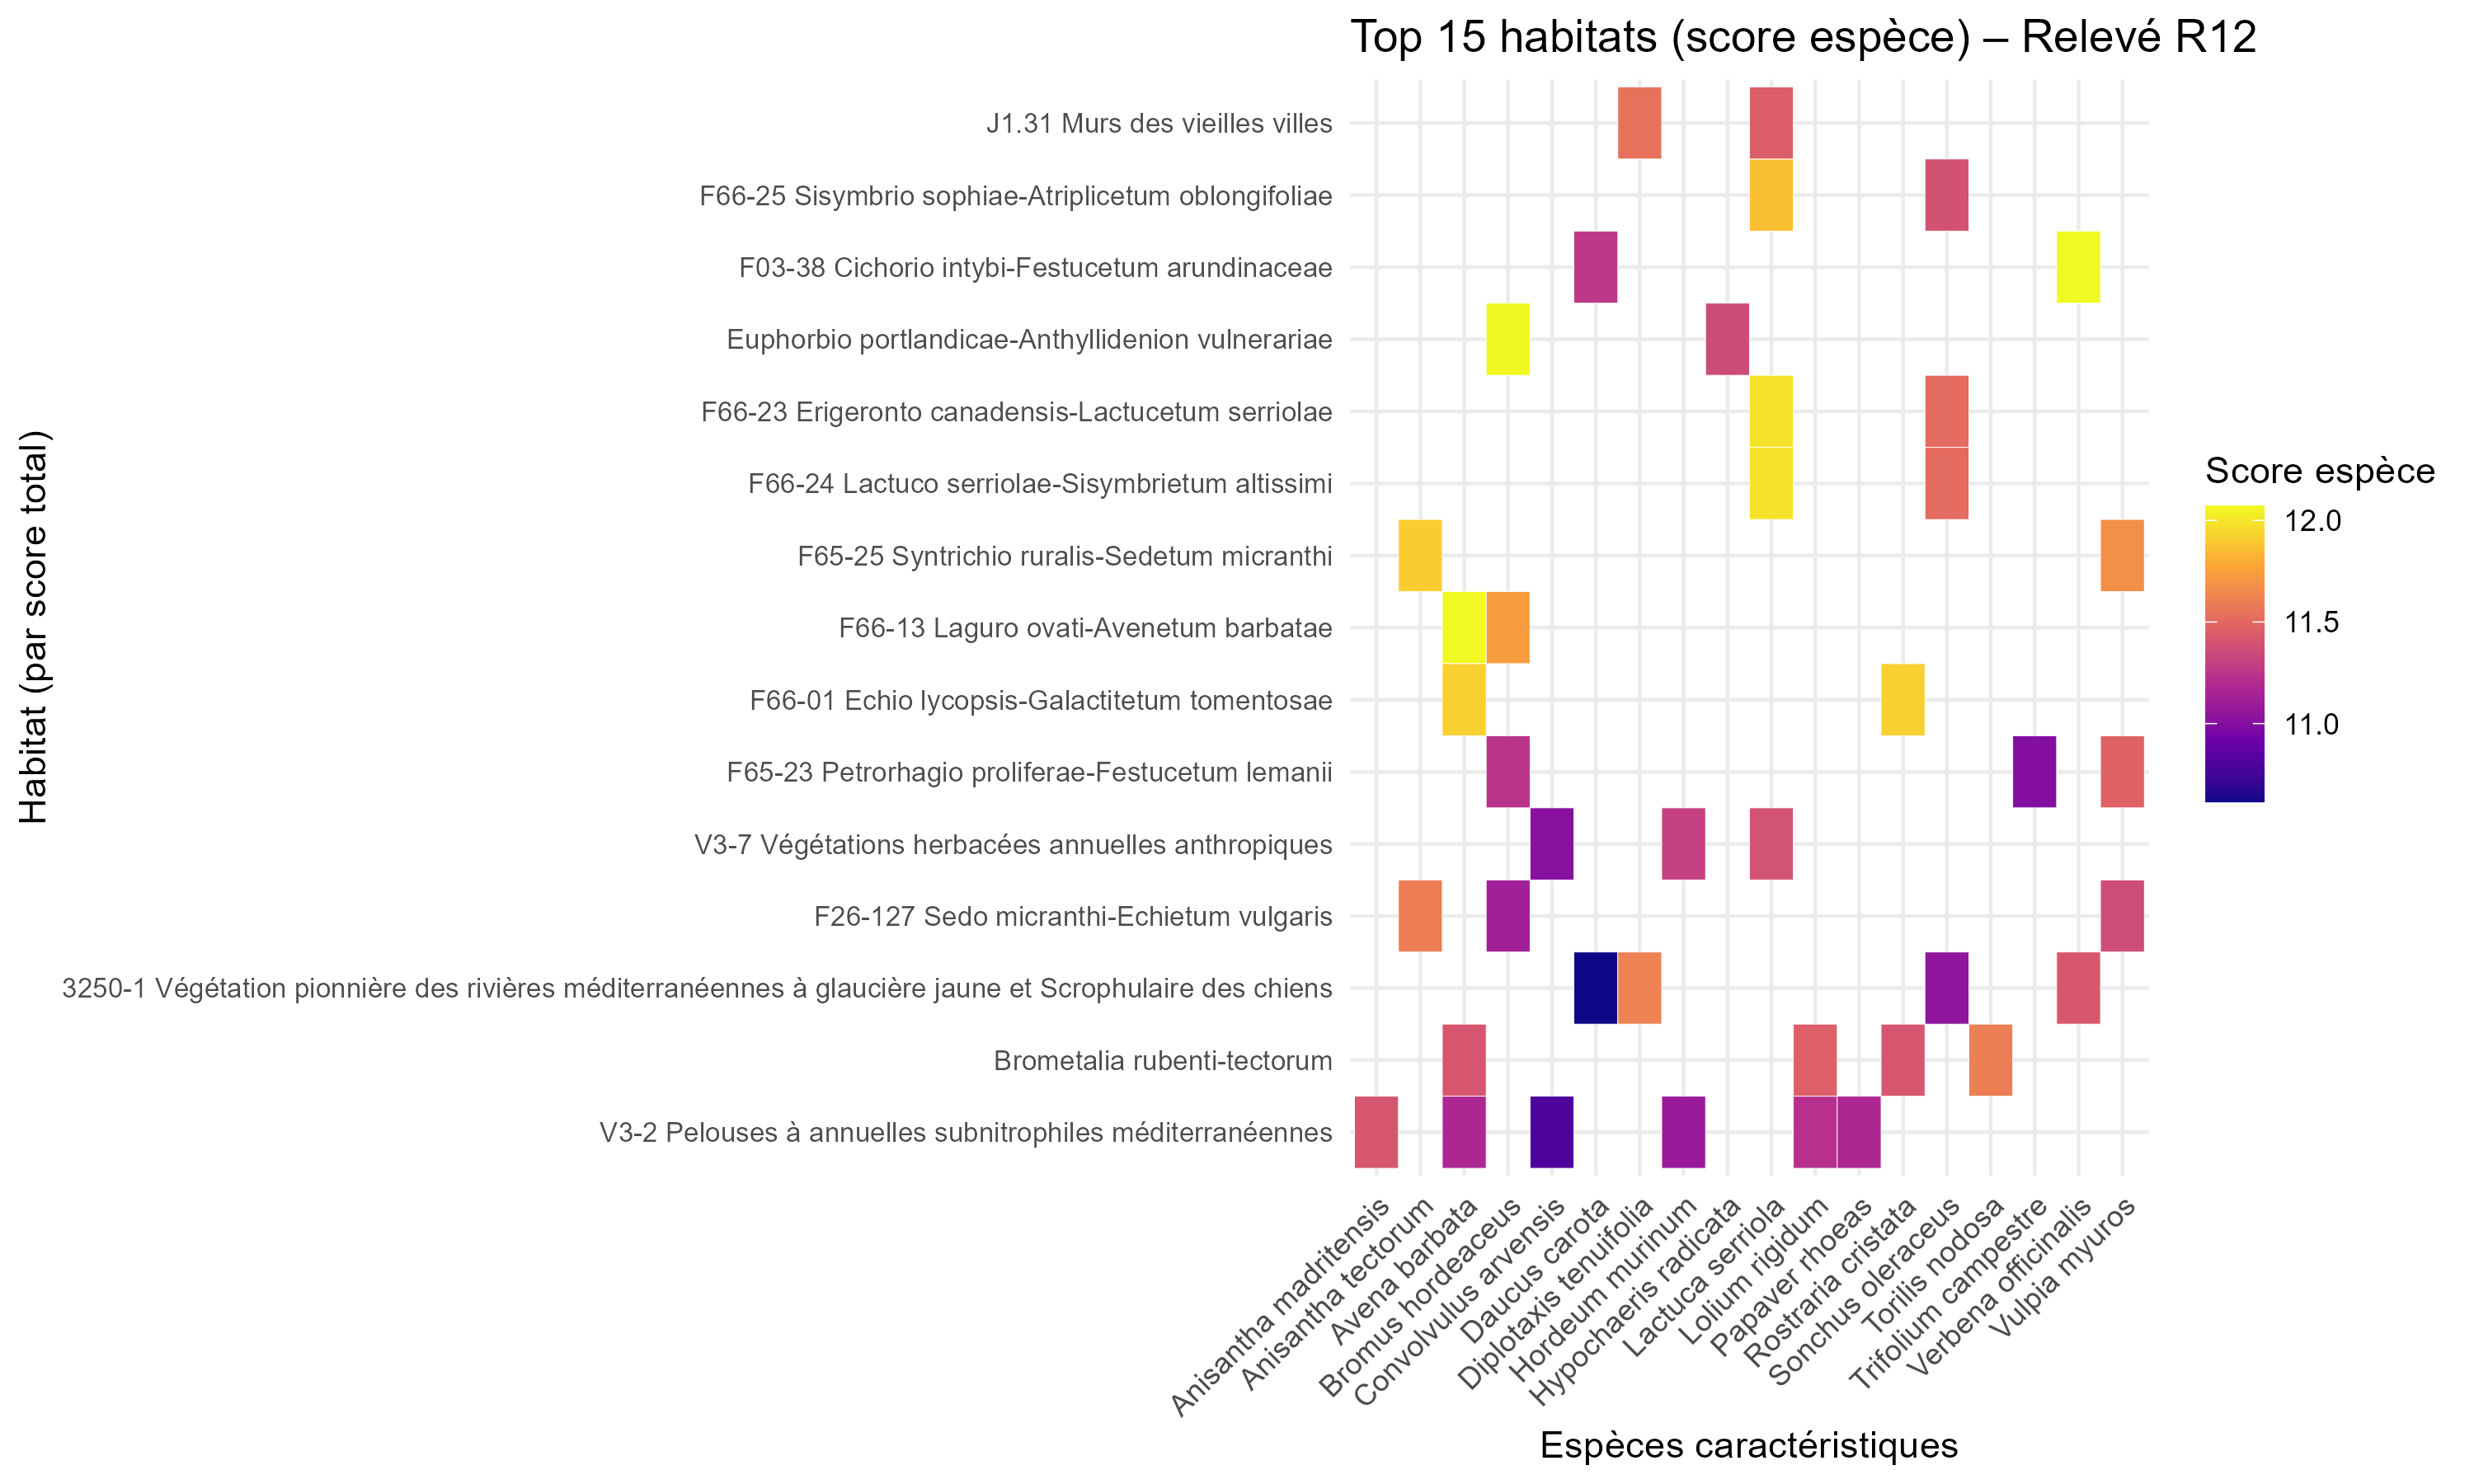 Top 15 habitats (score espèce) – Relevé R12
Habitat (par score total)
J1.31 Murs des vieilles villes
F66-25 Sisymbrio sophiae-Atriplicetum oblongifoliae
F03-38 Cichorio intybi-Festucetum arundinaceae
Euphorbio portlandicae-Anthyllidenion vulnerariae
F66-23 Erigeronto canadensis-Lactucetum serriolae
F66-24 Lactuco serriolae-Sisymbrietum altissimi
F65-25 Syntrichio ruralis-Sedetum micranthi
F66-13 Laguro ovati-Avenetum barbatae
F66-01 Echio lycopsis-Galactitetum tomentosae
F65-23 Petrorhagio proliferae-Festucetum lemanii
V3-7 Végétations herbacées annuelles anthropiques
F26-127 Sedo micranthi-Echietum vulgaris
3250-1 Végétation pionnière des rivières méditerranéennes à glaucière jaune et Scrophulaire des chiens
Brometalia rubenti-tectorum
V3-2 Pelouses à annuelles subnitrophiles méditerranéennes
Anisantha madritensis
Anisantha tectorum
Avena barbata
Bromus hordeaceus
Convolvulus arvensis
Daucus carota
Diplotaxis tenuifolia
Hordeum murinum
Hypochaeris radicata
Lactuca serriola
Lolium rigidum
Papaver rhoeas
Rostraria cristata
Sonchus oleraceus
Torilis nodosa
Trifolium campestre
Verbena officinalis
Vulpia myuros
Espèces caractéristiques
Score espèce
12.0
11.5
11.0